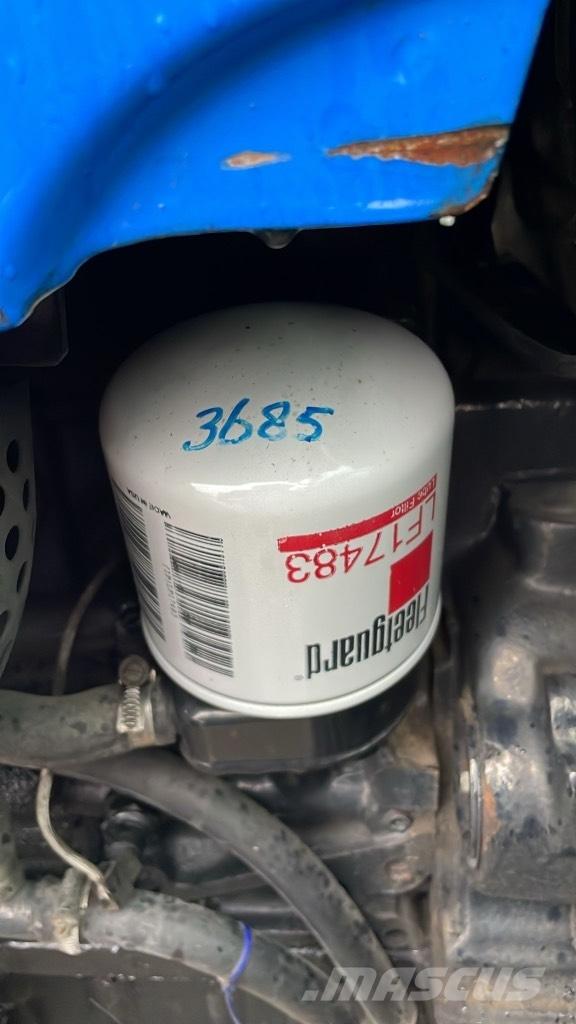 3685
Fleetguard®
LF17483
Lube Filter
MADE IN USA
MASCUS